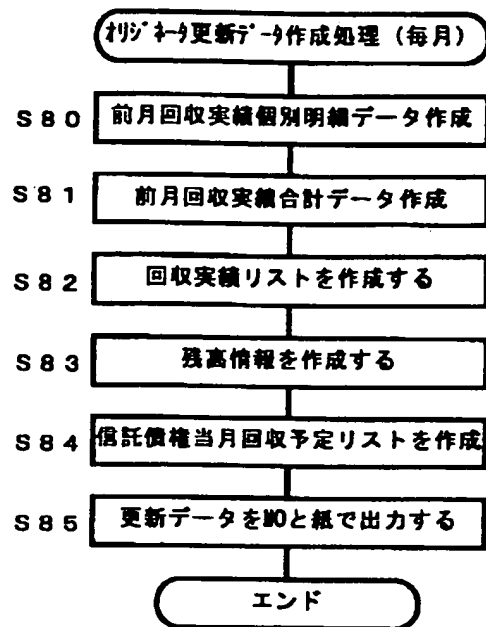 ｵﾘｼﾞﾈｰﾀ更新データ作成処理（毎月）
S80 前月回収実績個別明細データ作成
S81 前月回収実績合計データ作成
S82 回収実績リストを作成する
S83 残高情報を作成する
S84 信託債権当月回収予定リストを作成
S85 更新データをMOと紙で出力する
エンド